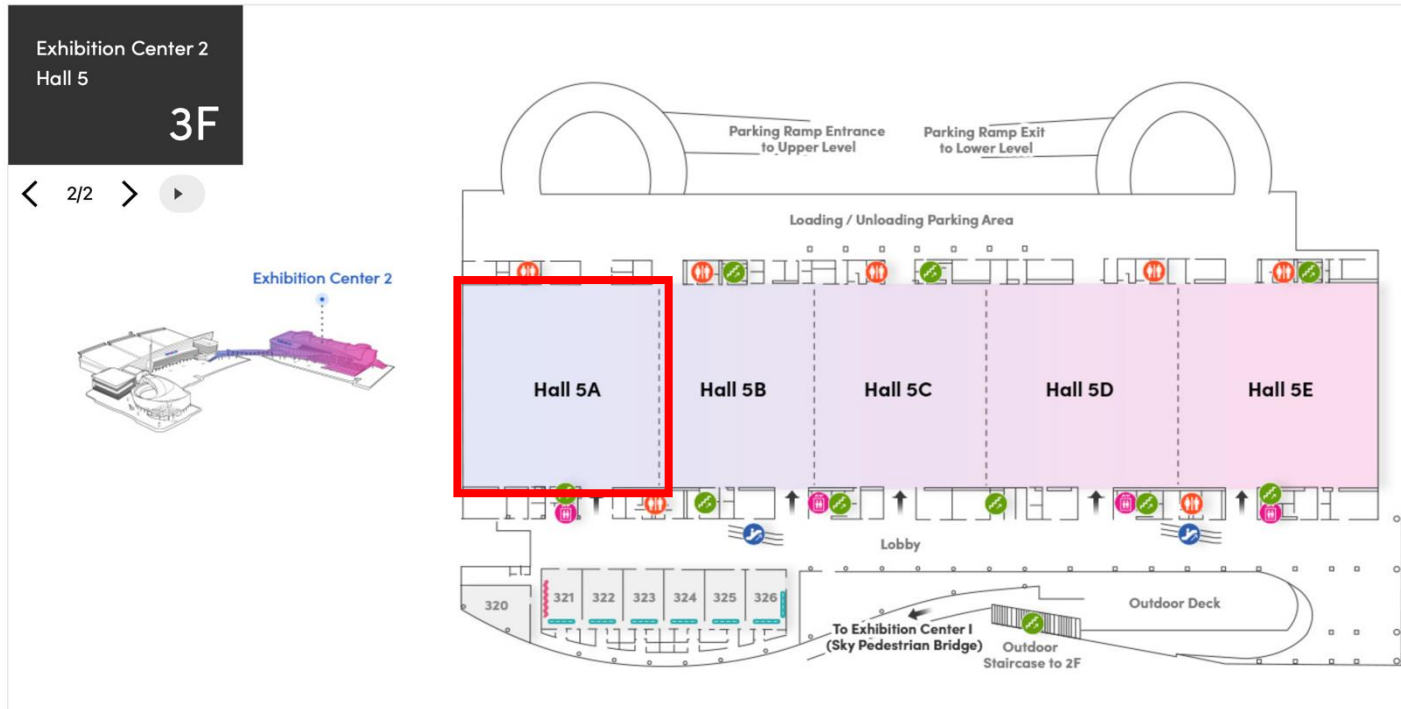 Exhibition Center 2
Hall 5
3F
2/2
Exhibition Center 2
Parking Ramp Entrance
to Upper Level
Parking Ramp Exit
to Lower Level
Loading / Unloading Parking Area
Hall 5A
Hall 5B
Hall 5C
Hall 5D
Hall 5E
Lobby
320
321
322
323
324
325
326
To Exhibition Center I
(Sky Pedestrian Bridge)
Outdoor Deck
Outdoor
Staircase to 2F